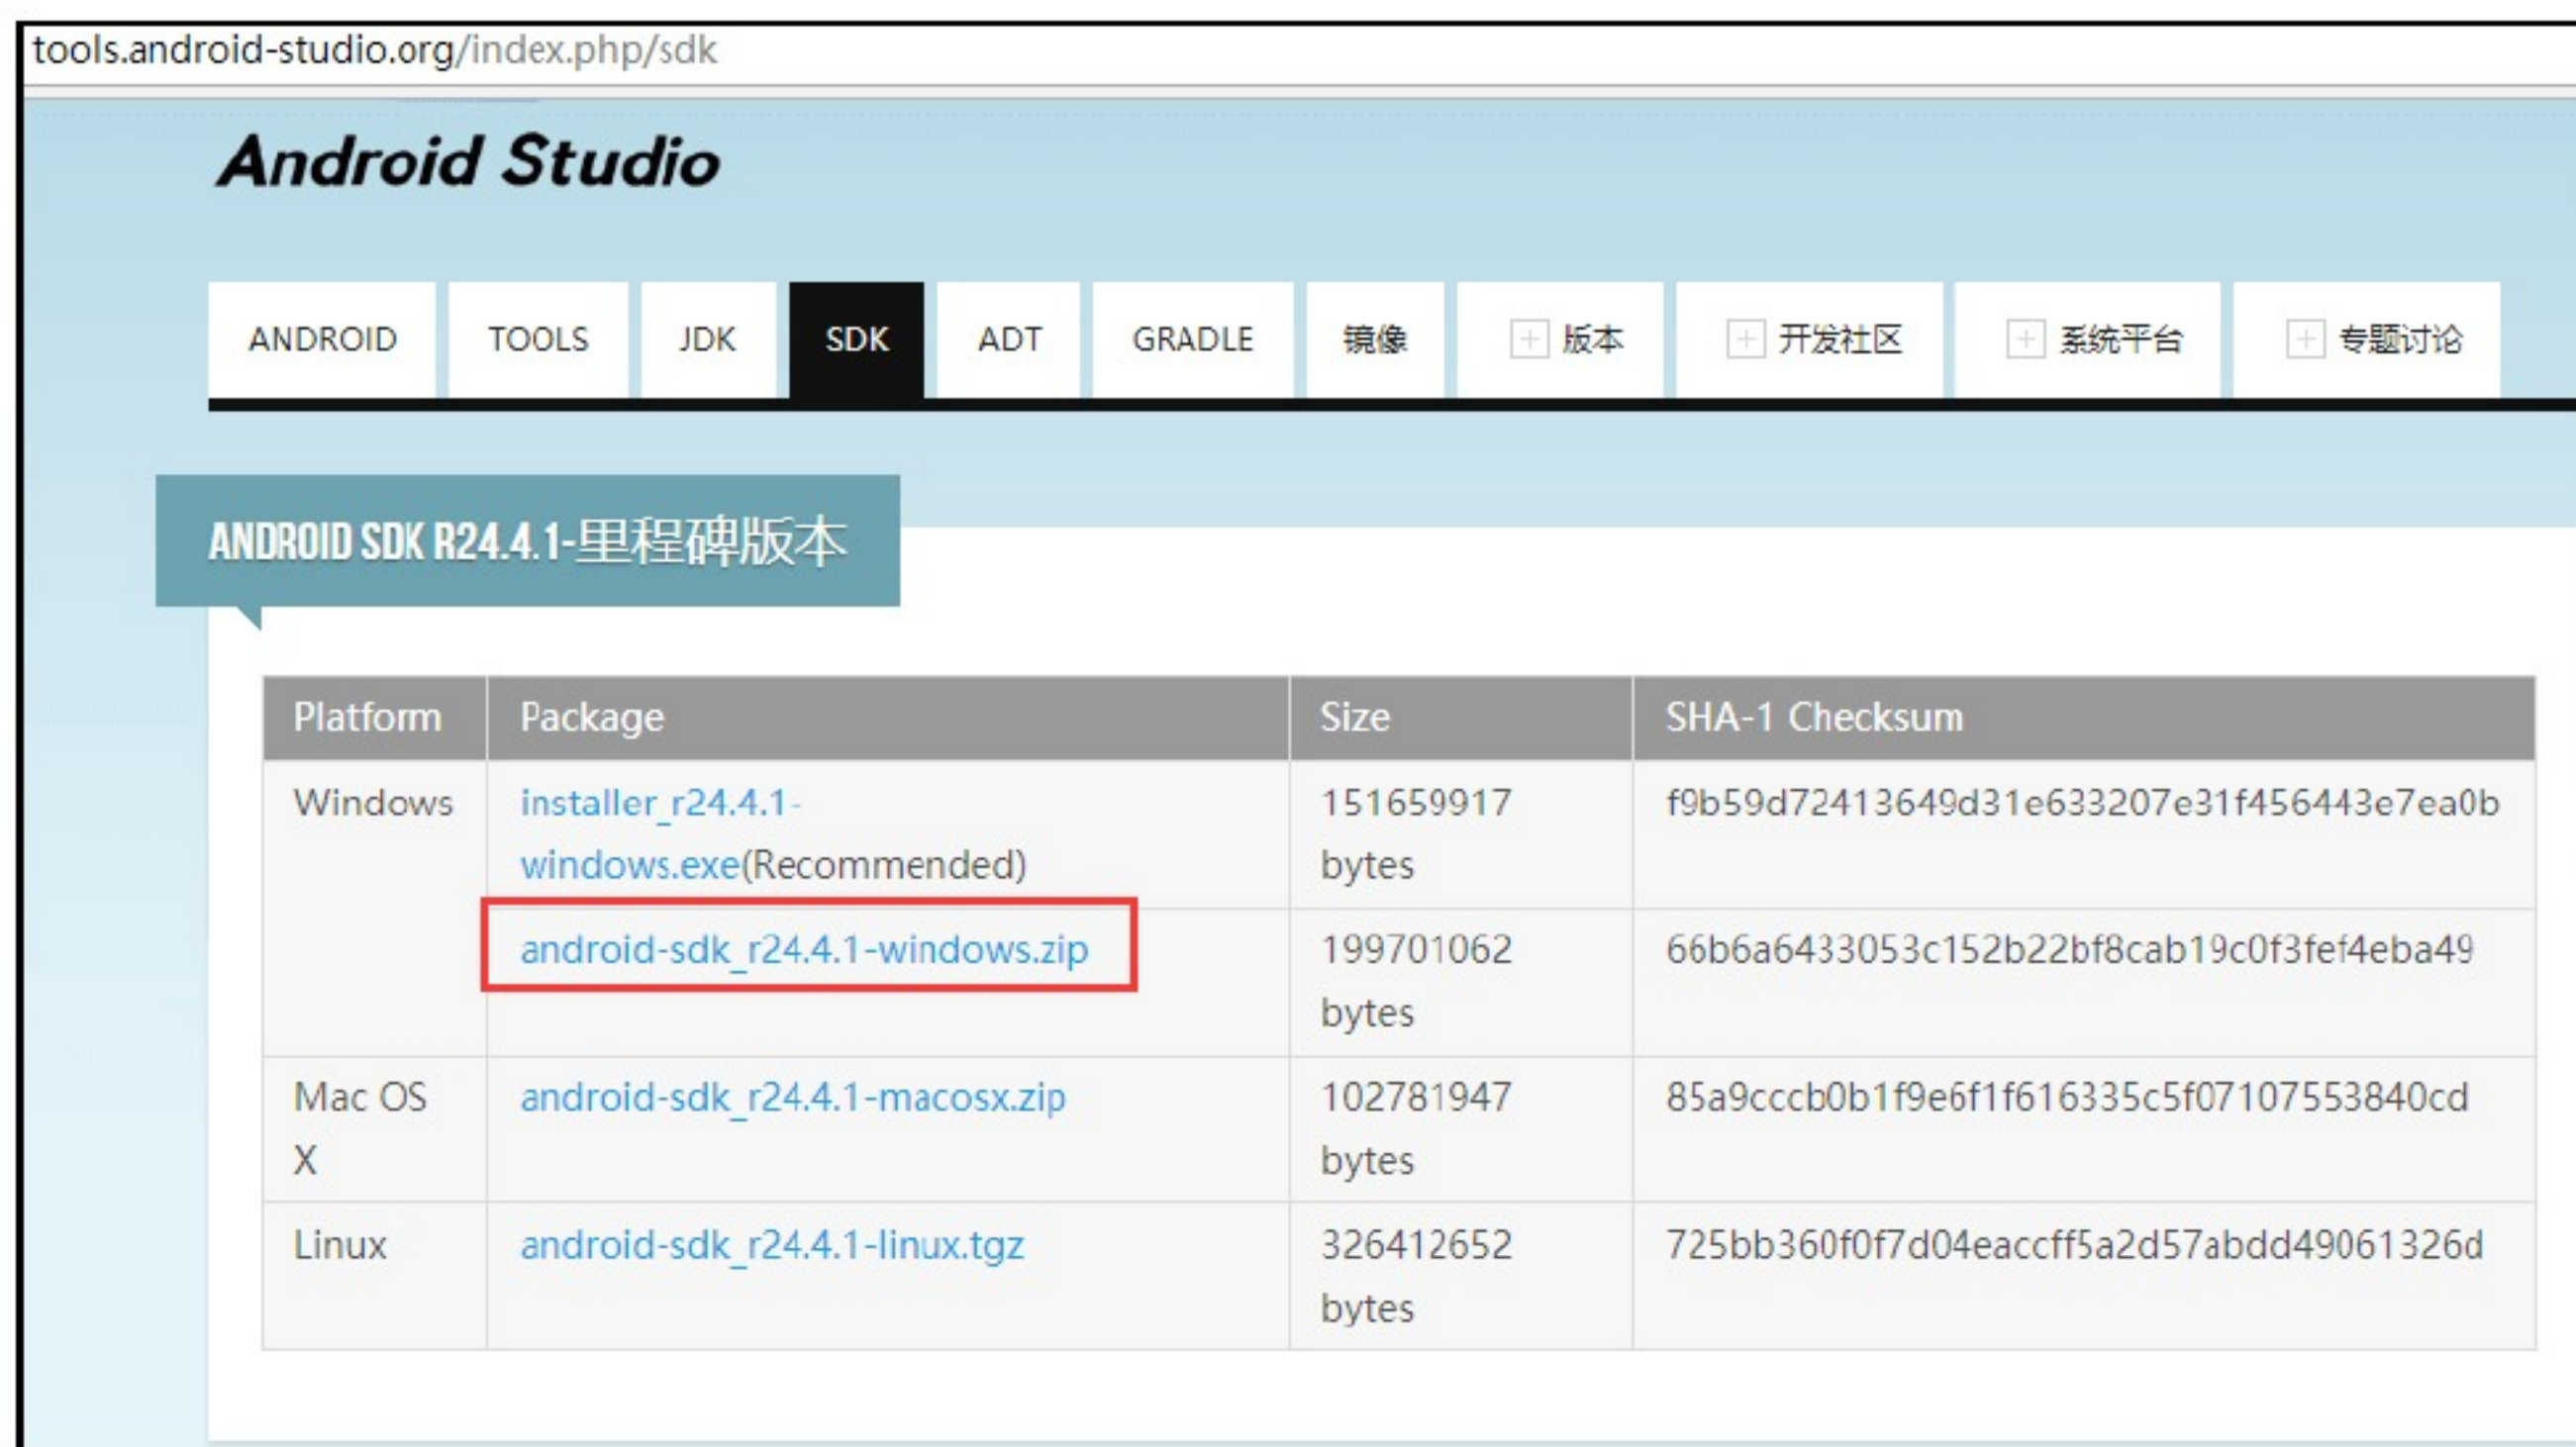 tools.android-studio.org/index.php/sdk
Android Studio
ANDROID TOOLS JDK SDK ADT GRADLE 镜像 版本 开发社区 系统平台 专题讨论
ANDROID SDK R24.4.1-里程碑版本
Platform Package Size SHA-1 Checksum
Windows installer_r24.4.1- 151659917 f9b59d72413649d31e633207e31f456443e7ea0b
windows.exe(Recommended) bytes
android-sdk_r24.4.1-windows.zip 199701062 66b6a6433053c152b22bf8cab19c0f3fef4eba49
bytes
Mac OS android-sdk_r24.4.1-macosx.zip 102781947 85a9cccb0b1f9e6f1f616335c5f07107553840cd
X bytes
Linux android-sdk_r24.4.1-linux.tgz 326412652 725bb360f0f7d04eaccff5a2d57abdd49061326d
bytes